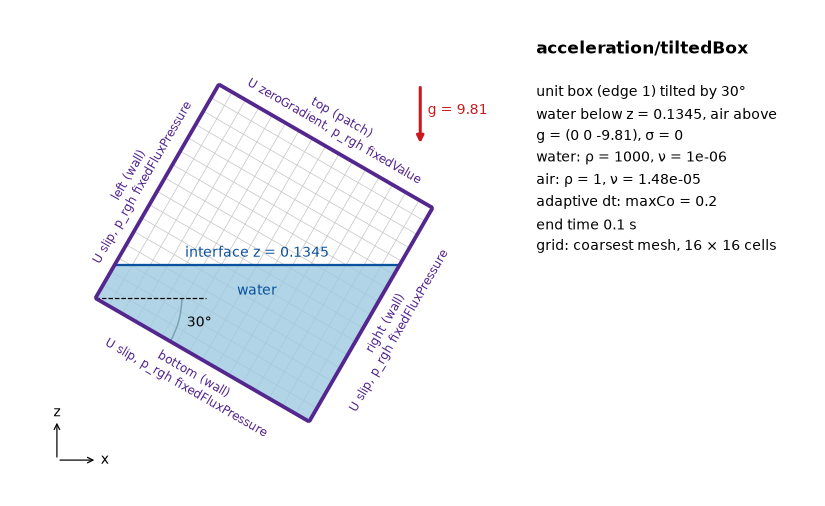 acceleration/tiltedBox
unit box (edge 1) tilted by 30°
water below z = 0.1345, air above
g = (0 0 -9.81), σ = 0
water: ρ = 1000, ν = 1e-06
air: ρ = 1, ν = 1.48e-05
adaptive dt: maxCo = 0.2
end time 0.1 s
grid: coarsest mesh, 16 × 16 cells
top (patch)
U zeroGradient, p_rgh fixedValue
g = 9.81
left (wall)
U slip, p_rgh fixedFluxPressure
interface z = 0.1345
water
30°
right (wall)
U slip, p_rgh fixedFluxPressure
bottom (wall)
U slip, p_rgh fixedFluxPressure
z
x